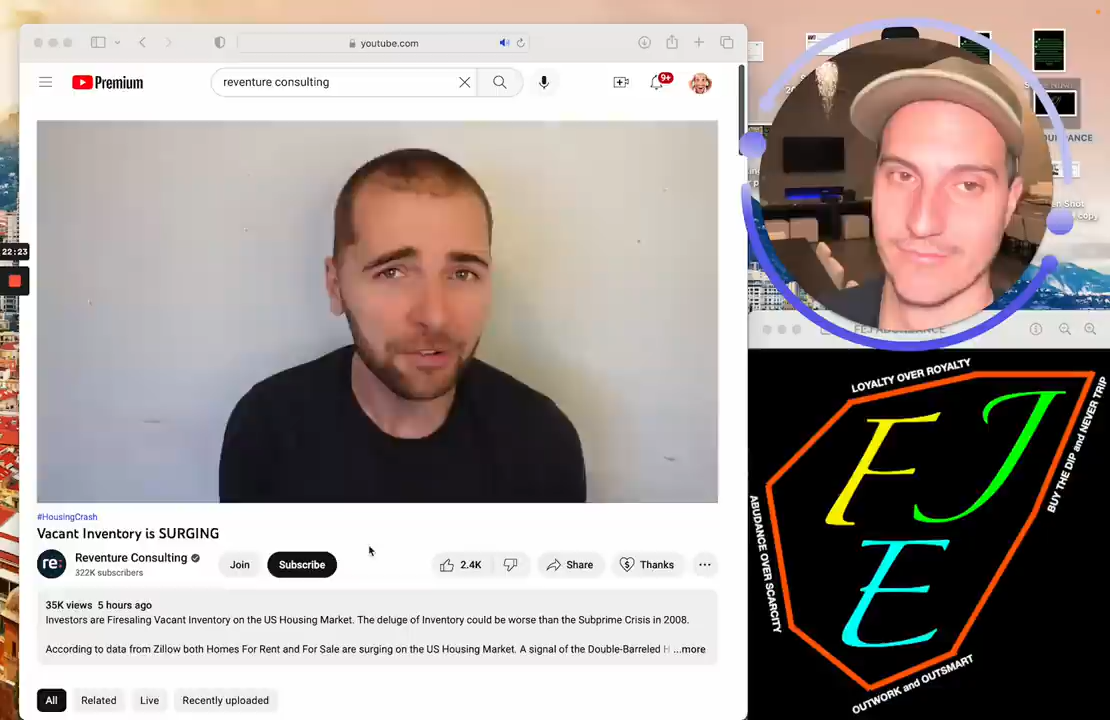 youtube.com
Premium
reventure consulting
9+
22:23
#HousingCrash
Vacant Inventory is SURGING
re:
Reventure Consulting
322K subscribers
Join
Subscribe
2.4K
Share
Thanks
35K views 5 hours ago
Investors are Firesaling Vacant Inventory on the US Housing Market. The deluge of Inventory could be worse than the Subprime Crisis in 2008.
According to data from Zillow both Homes For Rent and For Sale are surging on the US Housing Market. A signal of the Double-Barreled H ...more
All
Related
Live
Recently uploaded
LOYALTY OVER ROYALTY
BUY THE DIP and NEVER TRIP
ABUDANCE OVER SCARCITY
OUTWORK and OUTSMART
F J
E